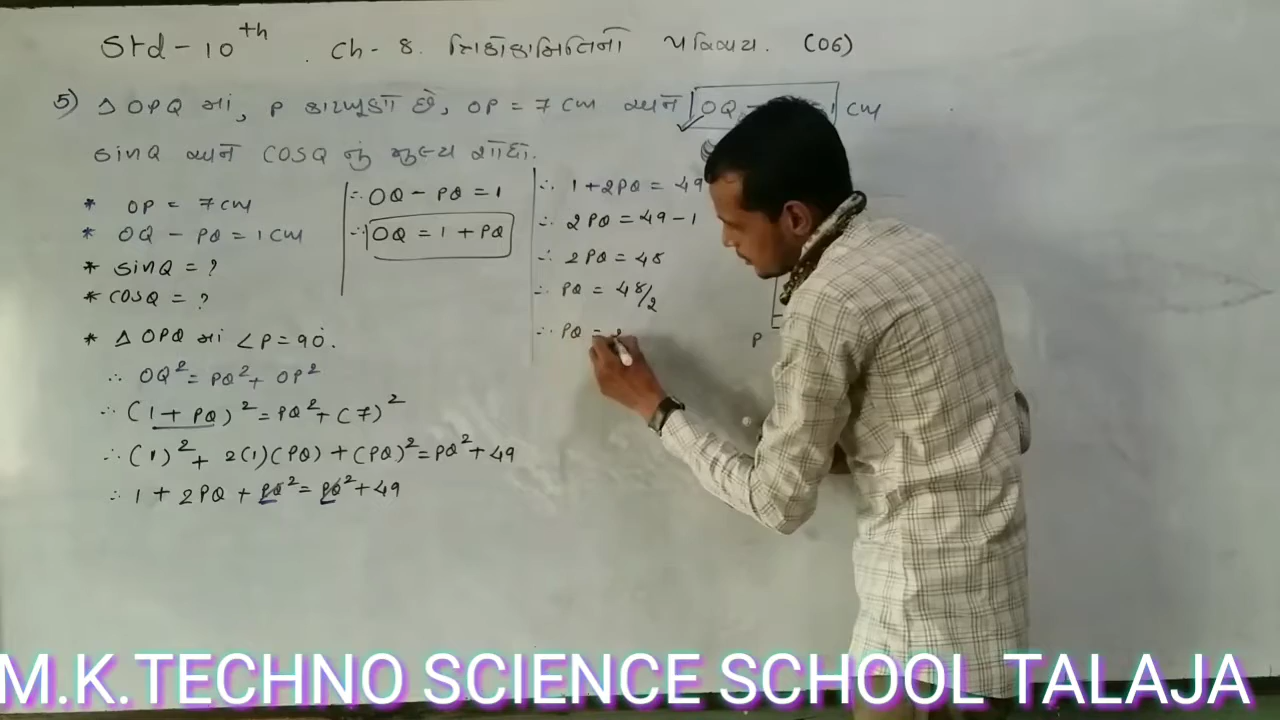 Std - 10th . Ch - 8. ત્રિકોણમિતિનો પરિચય. (06)
5) Δ OPQ માં, P કાટખૂણો છે, OP = 7 cm અને OQ - 1 cm
sinQ અને COSQ નું મૂલ્ય શોધો.
* OP = 7 cm
* OQ - PQ = 1 cm
* sinQ = ?
* COSQ = ?
* Δ OPQ માં ∠P = 90°.
∴ OQ² = PQ² + OP²
∴ (1 + PQ)² = PQ² + (7)²
∴ (1)² + 2(1)(PQ) + (PQ)² = PQ² + 49
∴ 1 + 2PQ + PQ² = PQ² + 49
∴ OQ - PQ = 1
∴ OQ = 1 + PQ
∴ 1 + 2PQ = 49
∴ 2PQ = 49 - 1
∴ 2PQ = 48
∴ PQ = 48/2
∴ PQ = 2
P
M.K.TECHNO SCIENCE SCHOOL TALAJA